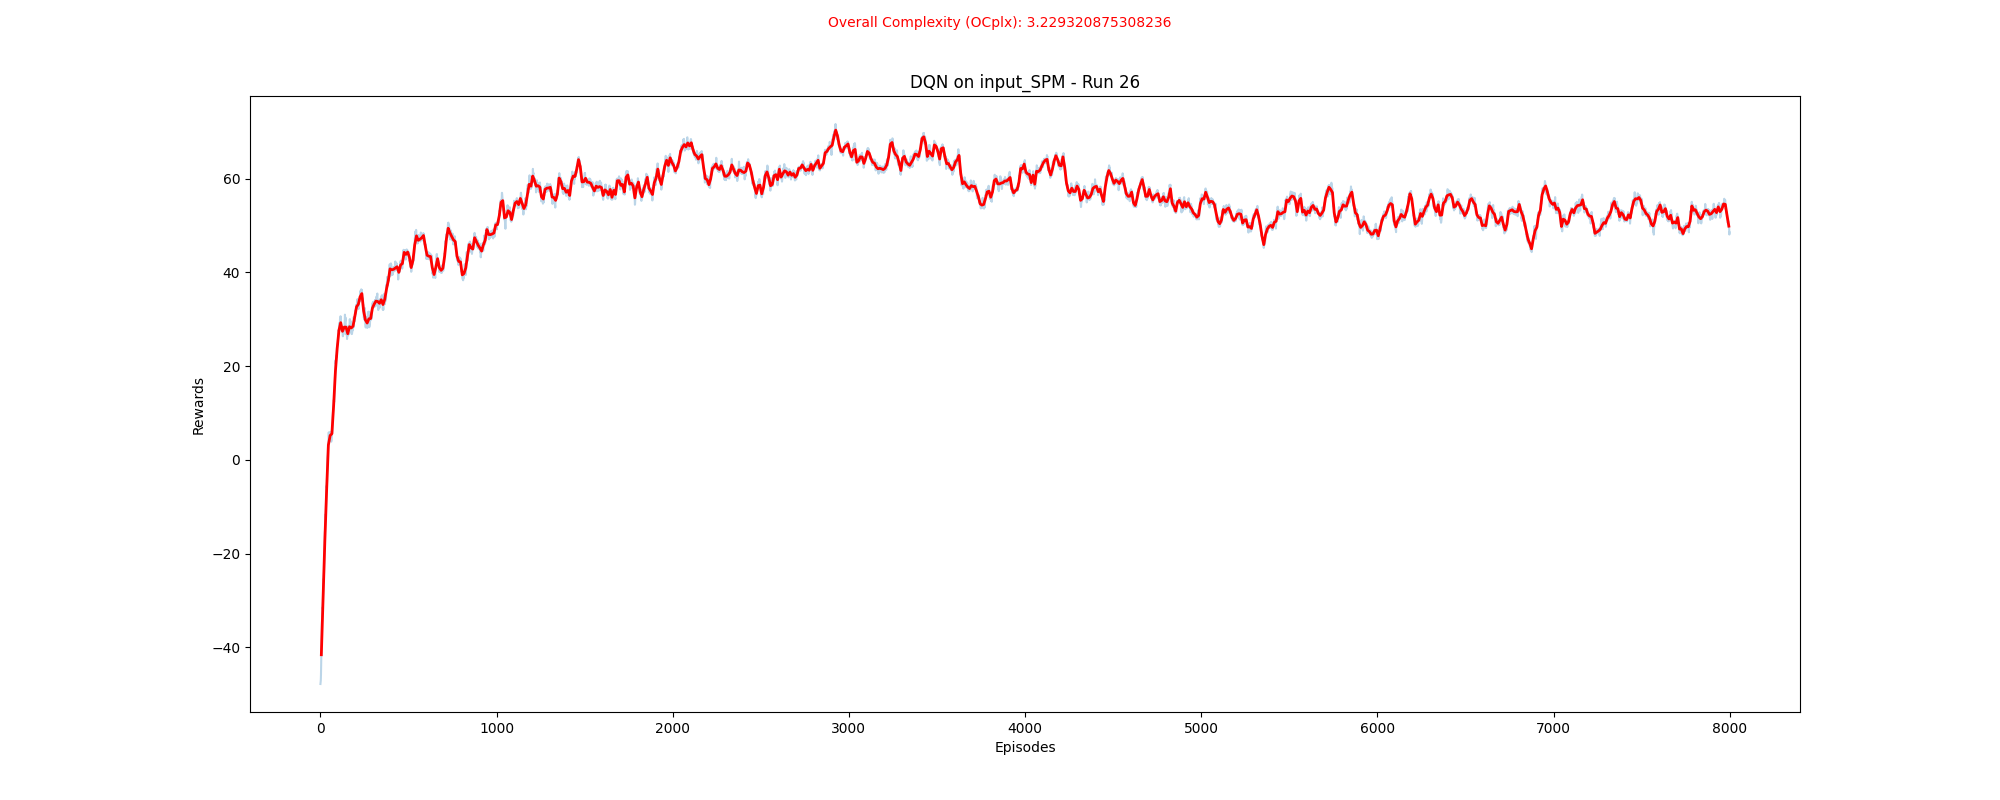 Overall Complexity (OCplx): 3.229320875308236
DQN on input_SPM - Run 26
Rewards
60
40
20
0
−20
−40
0 1000 2000 3000 4000 5000 6000 7000 8000
Episodes